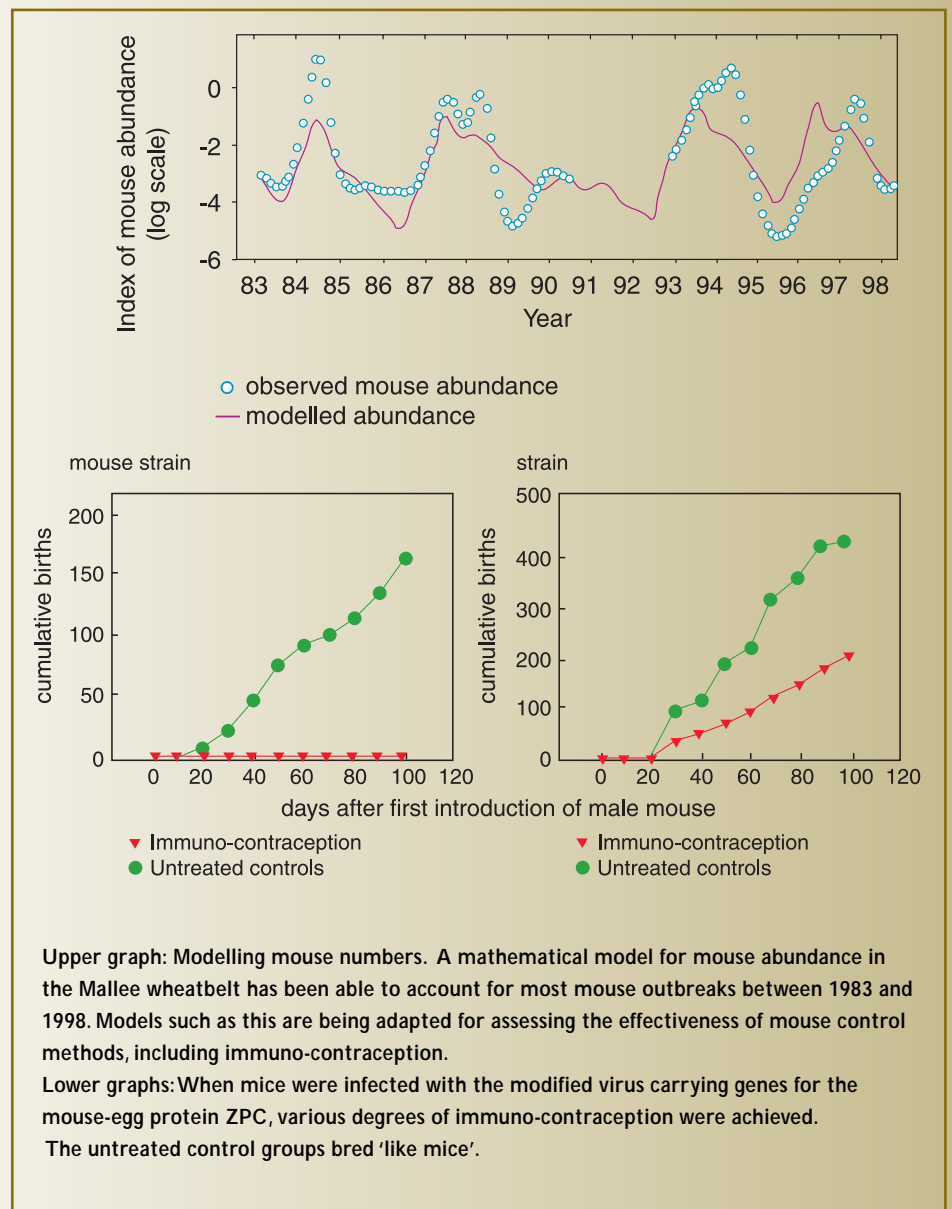 Index of mouse abundance
(log scale)
0
-2
-4
-6
83 84 85 86 87 88 89 90 91 92 93 94 95 96 97 98
Year
observed mouse abundance
modelled abundance
mouse strain
cumulative births
200
150
100
50
0
0 20 40 60 80 100 120
strain
cumulative births
500
400
300
200
100
0
0 20 40 60 80 100 120
days after first introduction of male mouse
Immuno-contraception
Untreated controls
Immuno-contraception
Untreated controls
Upper graph: Modelling mouse numbers. A mathematical model for mouse abundance in
the Mallee wheatbelt has been able to account for most mouse outbreaks between 1983 and
1998. Models such as this are being adapted for assessing the effectiveness of mouse control
methods, including immuno-contraception.
Lower graphs: When mice were infected with the modified virus carrying genes for the
mouse-egg protein ZPC, various degrees of immuno-contraception were achieved.
The untreated control groups bred 'like mice'.